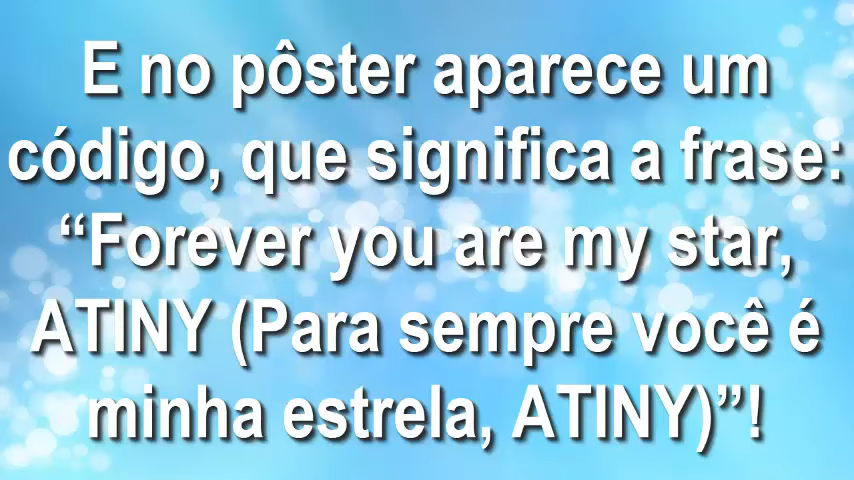 E no pôster aparece um
código, que significa a frase:
“Forever you are my star,
ATINY (Para sempre você é
minha estrela, ATINY)”!